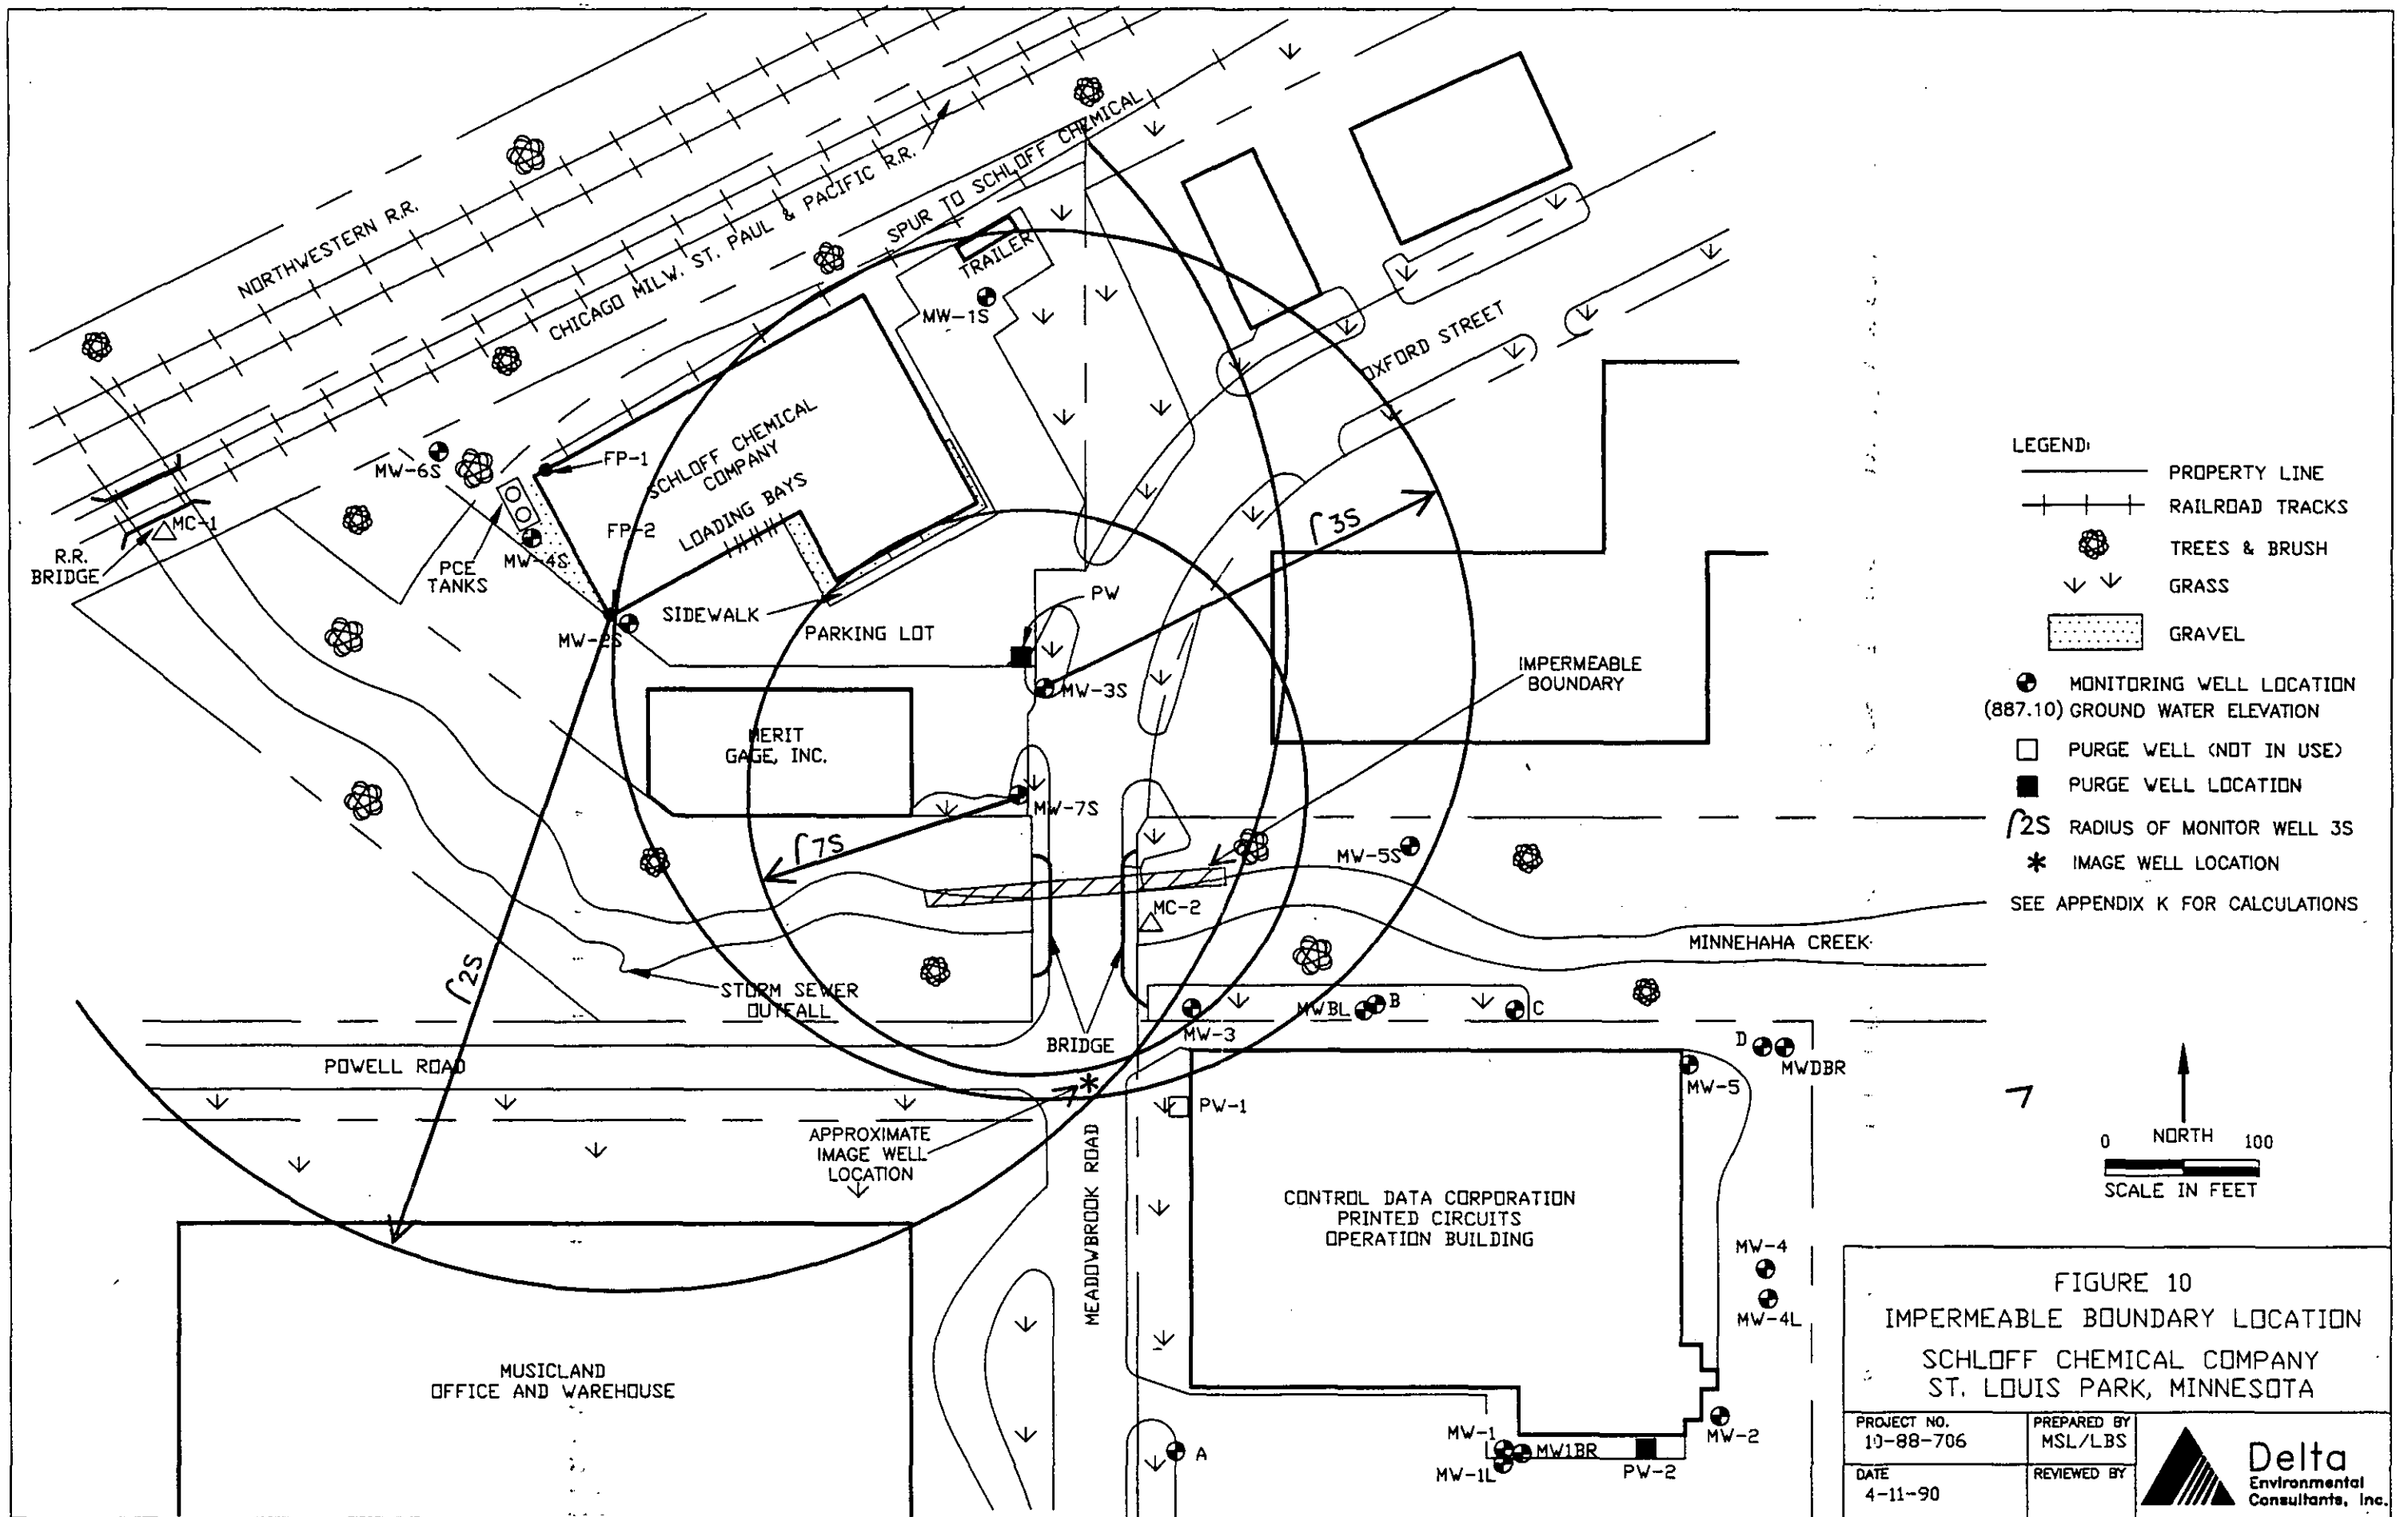 NORTHWESTERN R.R.
CHICAGO MILW. ST. PAUL & PACIFIC R.R.
SPUR TO SCHLOFF CHEMICAL
TRAILER
MW-1S
OXFORD STREET
MW-6S
FP-1
SCHLOFF CHEMICAL
COMPANY
LOADING BAYS
FP-2
MC-1
R.R.
BRIDGE
PCE
TANKS
MW-4S
r3S
SIDEWALK
PW
MW-2S
PARKING LOT
MW-3S
IMPERMEABLE
BOUNDARY
MERIT
GAGE, INC.
MW-7S
r7S
MW-5S
MC-2
MINNEHAHA CREEK
r2S
STORM SEWER
OUTFALL
MW-3
MWBL
B
C
BRIDGE
D
MWDBR
POWELL ROAD
MW-5
PW-1
APPROXIMATE
IMAGE WELL
LOCATION
MEADOWBROOK ROAD
CONTROL DATA CORPORATION
PRINTED CIRCUITS
OPERATION BUILDING
MW-4
MW-4L
MUSICLAND
OFFICE AND WAREHOUSE
A
MW-1
MW1BR
MW-1L
PW-2
MW-2
LEGEND:
PROPERTY LINE
RAILROAD TRACKS
TREES & BRUSH
GRASS
GRAVEL
MONITORING WELL LOCATION
(887.10) GROUND WATER ELEVATION
PURGE WELL (NOT IN USE)
PURGE WELL LOCATION
r2S RADIUS OF MONITOR WELL 3S
* IMAGE WELL LOCATION
SEE APPENDIX K FOR CALCULATIONS
0 NORTH 100
SCALE IN FEET
FIGURE 10
IMPERMEABLE BOUNDARY LOCATION
SCHLOFF CHEMICAL COMPANY
ST. LOUIS PARK, MINNESOTA
PROJECT NO.
10-88-706
PREPARED BY
MSL/LBS
DATE
4-11-90
REVIEWED BY
Delta
Environmental
Consultants, Inc.